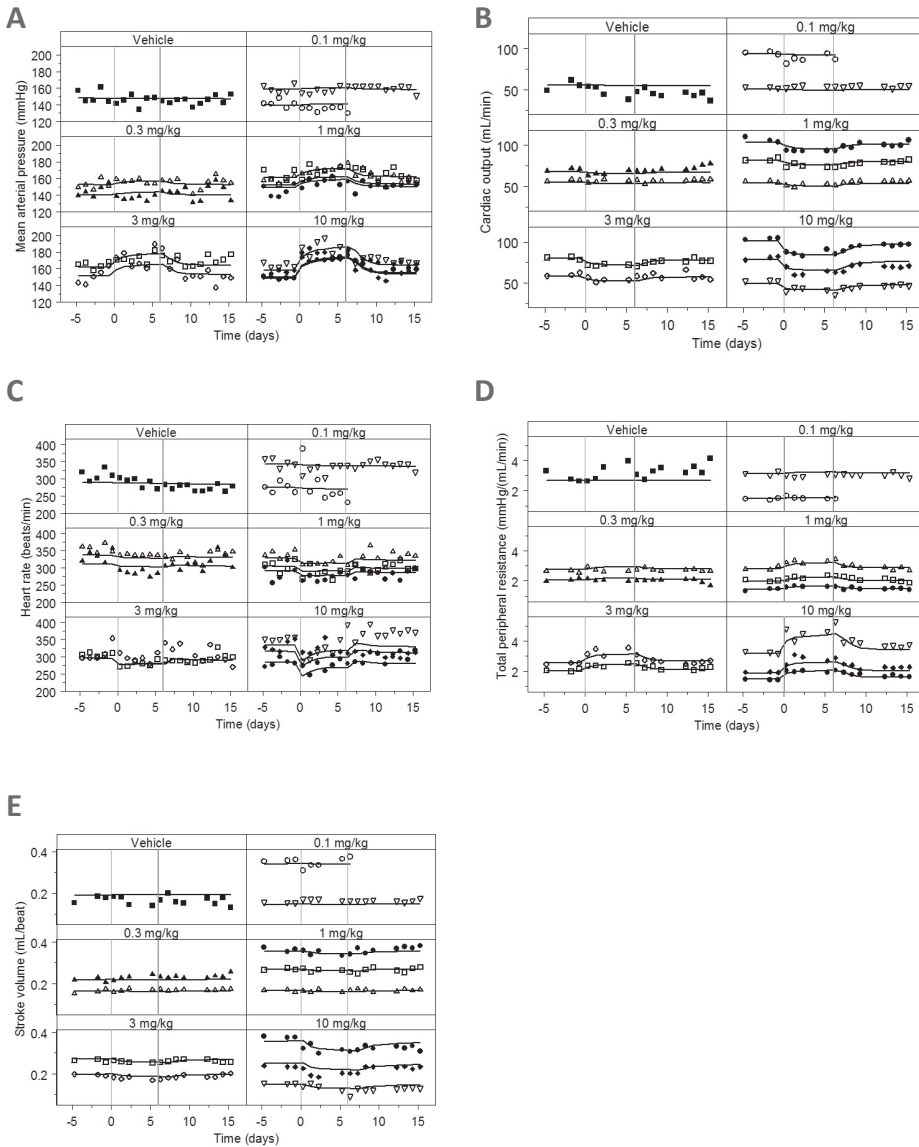 A
Vehicle
0.1 mg/kg
200
180
160
140
120
0.3 mg/kg
1 mg/kg
200
180
160
140
120
3 mg/kg
10 mg/kg
200
180
160
140
120
Mean arterial pressure (mmHg)
-5 0 5 10 15 -5 0 5 10 15
Time (days)
B
Vehicle
0.1 mg/kg
100
50
0.3 mg/kg
1 mg/kg
100
50
3 mg/kg
10 mg/kg
100
50
Cardiac output (mL/min)
-5 0 5 10 15 -5 0 5 10 15
Time (days)
C
Vehicle
0.1 mg/kg
400
350
300
250
200
0.3 mg/kg
1 mg/kg
400
350
300
250
200
3 mg/kg
10 mg/kg
400
350
300
250
200
Heart rate (beats/min)
-5 0 5 10 15 -5 0 5 10 15
Time (days)
D
Vehicle
0.1 mg/kg
4
2
0.3 mg/kg
1 mg/kg
4
2
3 mg/kg
10 mg/kg
4
2
Total peripheral resistance (mmHg/(mL/min))
-5 0 5 10 15 -5 0 5 10 15
Time (days)
E
Vehicle
0.1 mg/kg
0.4
0.2
0.3 mg/kg
1 mg/kg
0.4
0.2
3 mg/kg
10 mg/kg
0.4
0.2
Stroke volume (mL/beat)
-5 0 5 10 15 -5 0 5 10 15
Time (days)